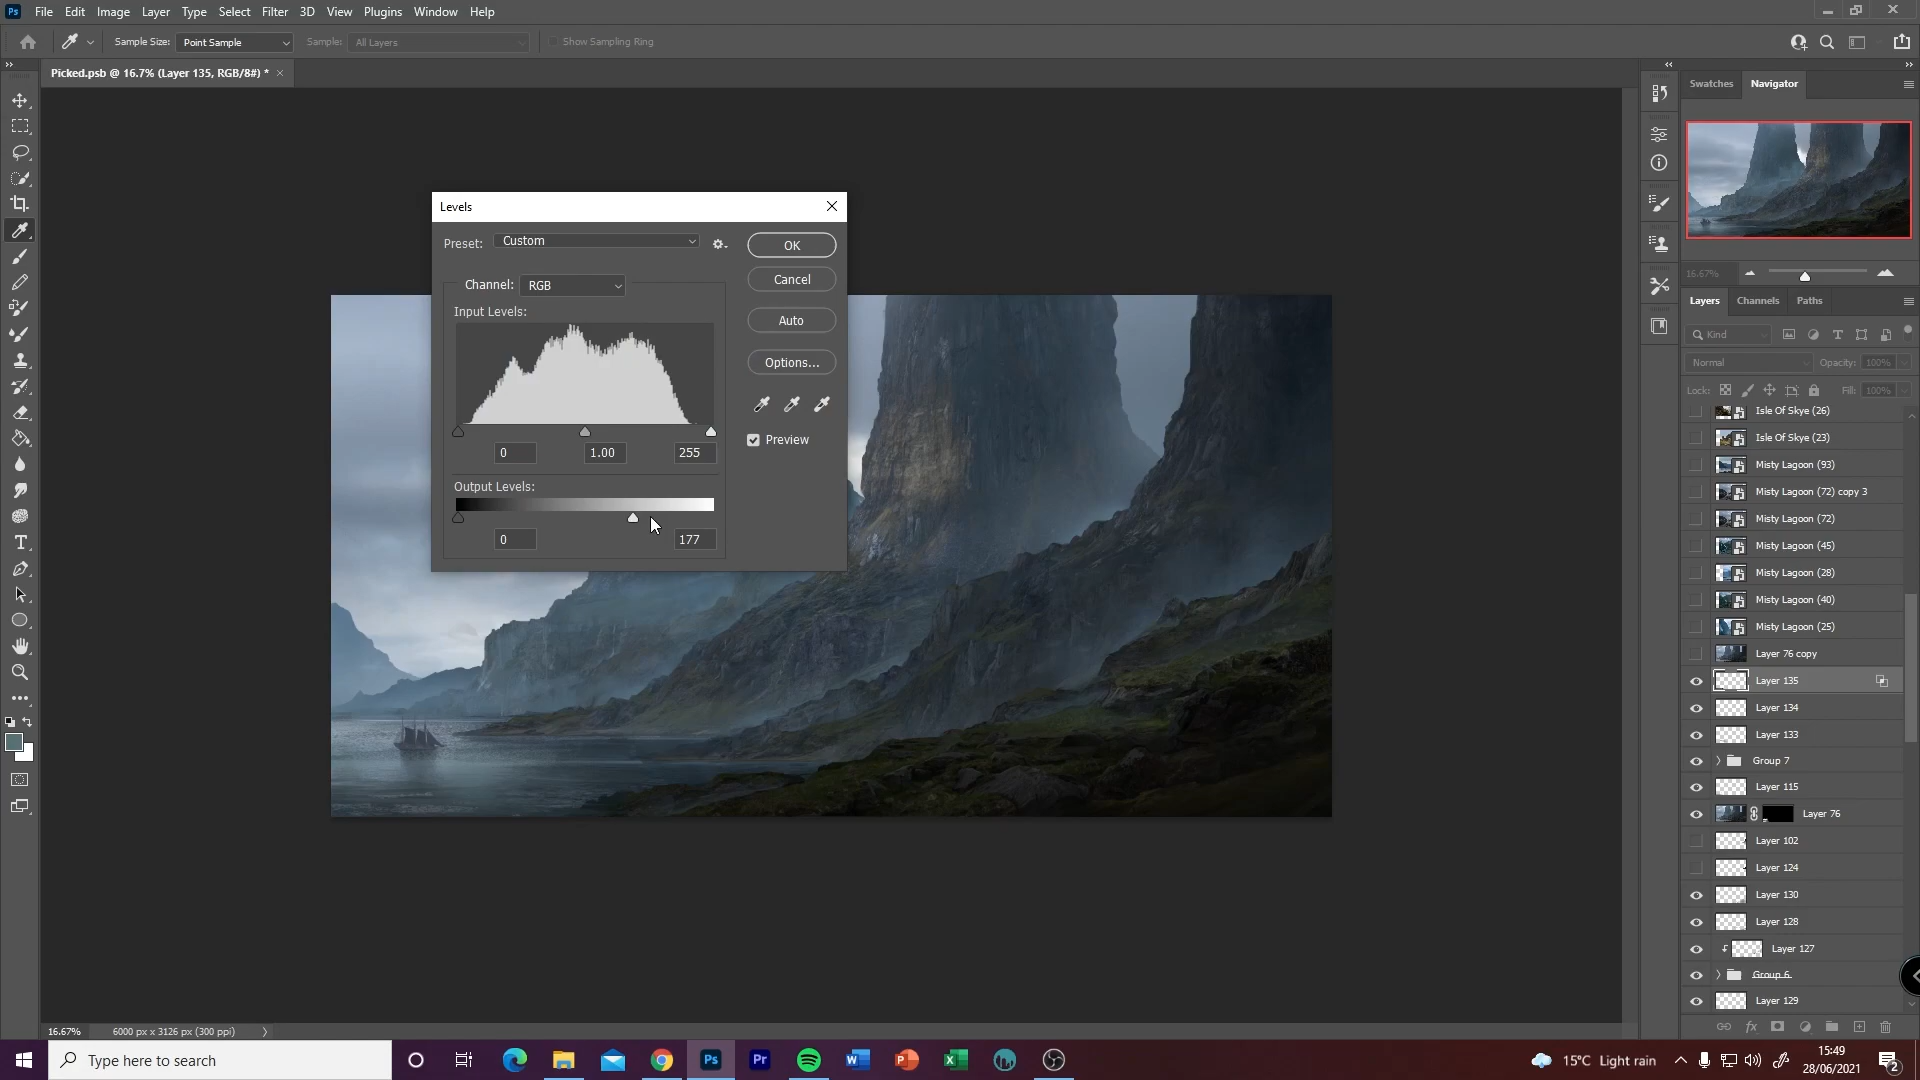 Ps File Edit Image Layer Type Select Filter 3D View Plugins Window Help
Sample Size: Point Sample Sample: All Layers Show Sampling Ring
Picked.psb @ 16.7% (Layer 135, RGB/8#) *
Swatches Navigator
16.67%
Layers Channels Paths
Kind
Normal Opacity: 100%
Lock: Fill: 100%
Isle Of Skye (26)
Isle Of Skye (23)
Misty Lagoon (93)
Misty Lagoon (72) copy 3
Misty Lagoon (72)
Misty Lagoon (45)
Misty Lagoon (28)
Misty Lagoon (40)
Misty Lagoon (25)
Layer 76 copy
Layer 135
Layer 134
Layer 133
Group 7
Layer 115
Layer 76
Layer 102
Layer 124
Layer 130
Layer 128
Layer 127
Group 6
Layer 129
fx
Levels
Preset: Custom
OK
Cancel
Auto
Options...
Preview
Channel: RGB
Input Levels:
0 1.00 255
Output Levels:
0 177
16.67% 6000 px x 3126 px (300 ppi)
Type here to search
Ps Pr
15°C Light rain
15:49
28/06/2021
2